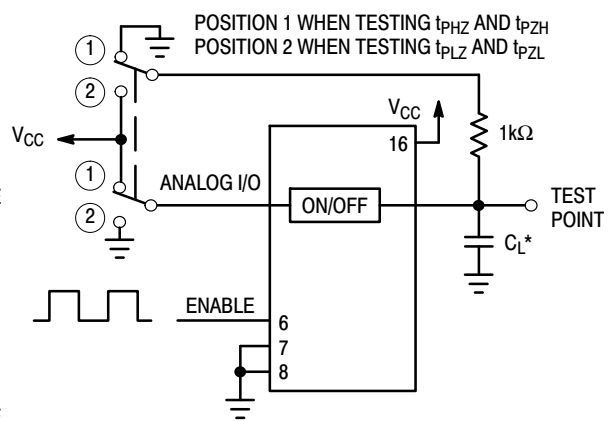 POSITION 1 WHEN TESTING tPHZ AND tPZH
POSITION 2 WHEN TESTING tPLZ AND tPZL
1
2
VCC
VCC
16
1kΩ
1
2
ANALOG I/O
ON/OFF
TEST
POINT
CL*
ENABLE
6
7
8